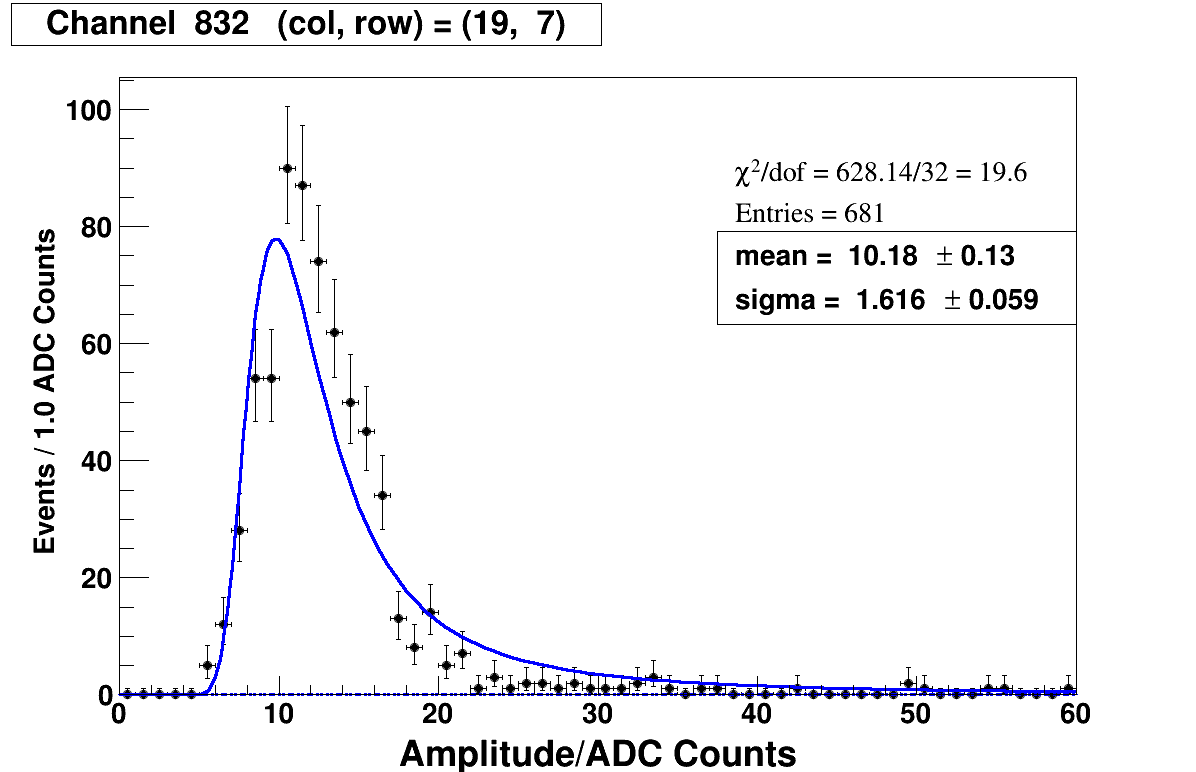 Channel 832 (col, row) = (19, 7)
100
80
60
40
20
0
Events / 1.0 ADC Counts
χ²/dof = 628.14/32 = 19.6
Entries = 681
mean = 10.18 ± 0.13
sigma = 1.616 ± 0.059
0 10 20 30 40 50 60
Amplitude/ADC Counts